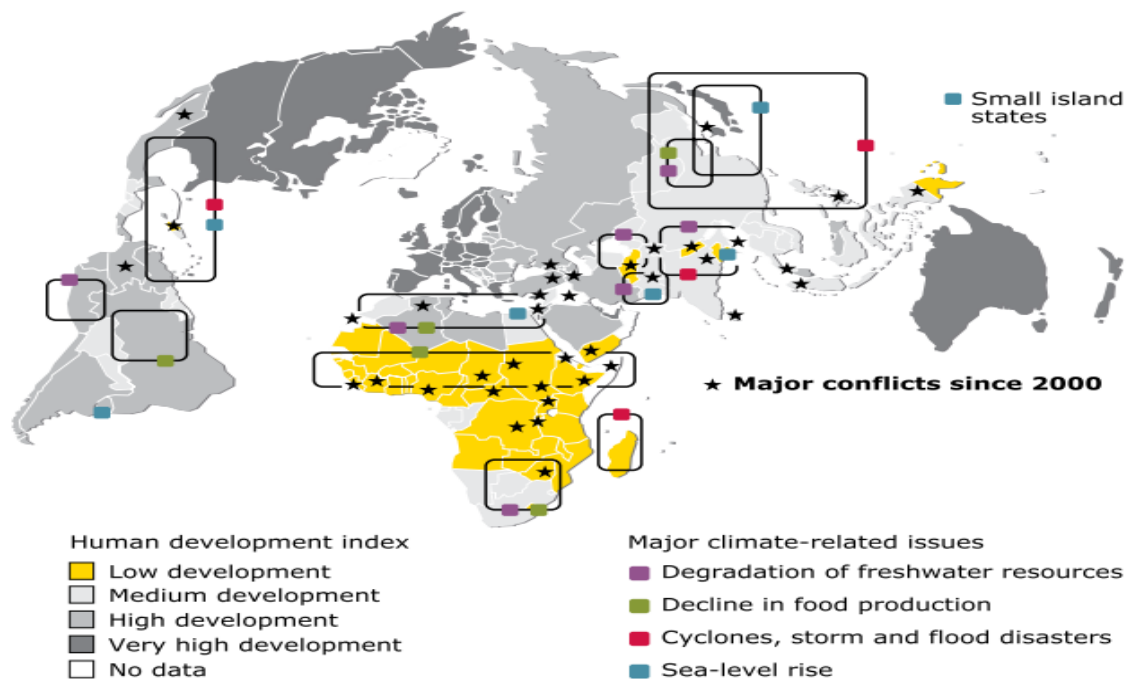 Small island
states
Major conflicts since 2000
Human development index
Low development
Medium development
High development
Very high development
No data
Major climate-related issues
Degradation of freshwater resources
Decline in food production
Cyclones, storm and flood disasters
Sea-level rise